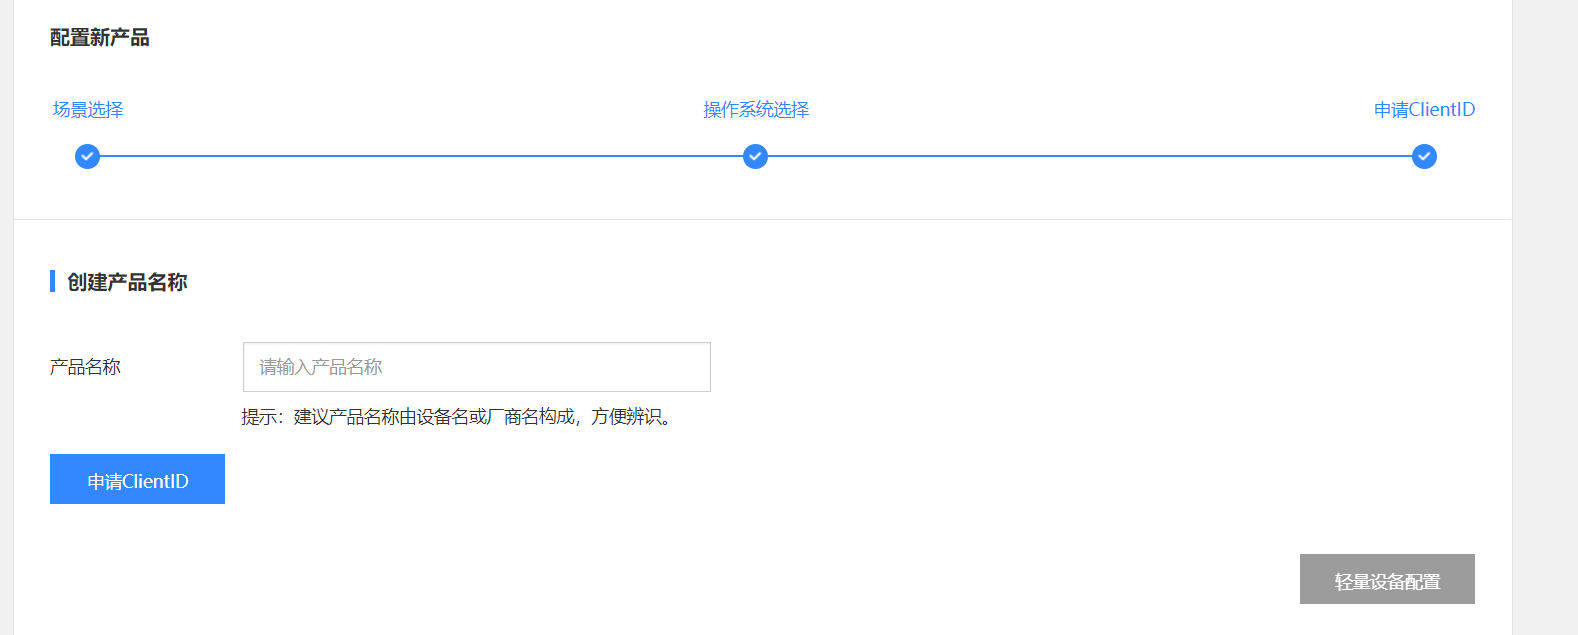 配置新产品
场景选择 操作系统选择 申请ClientID
创建产品名称
产品名称 请输入产品名称
提示：建议产品名称由设备名或厂商名构成，方便辨识。
申请ClientID
轻量设备配置